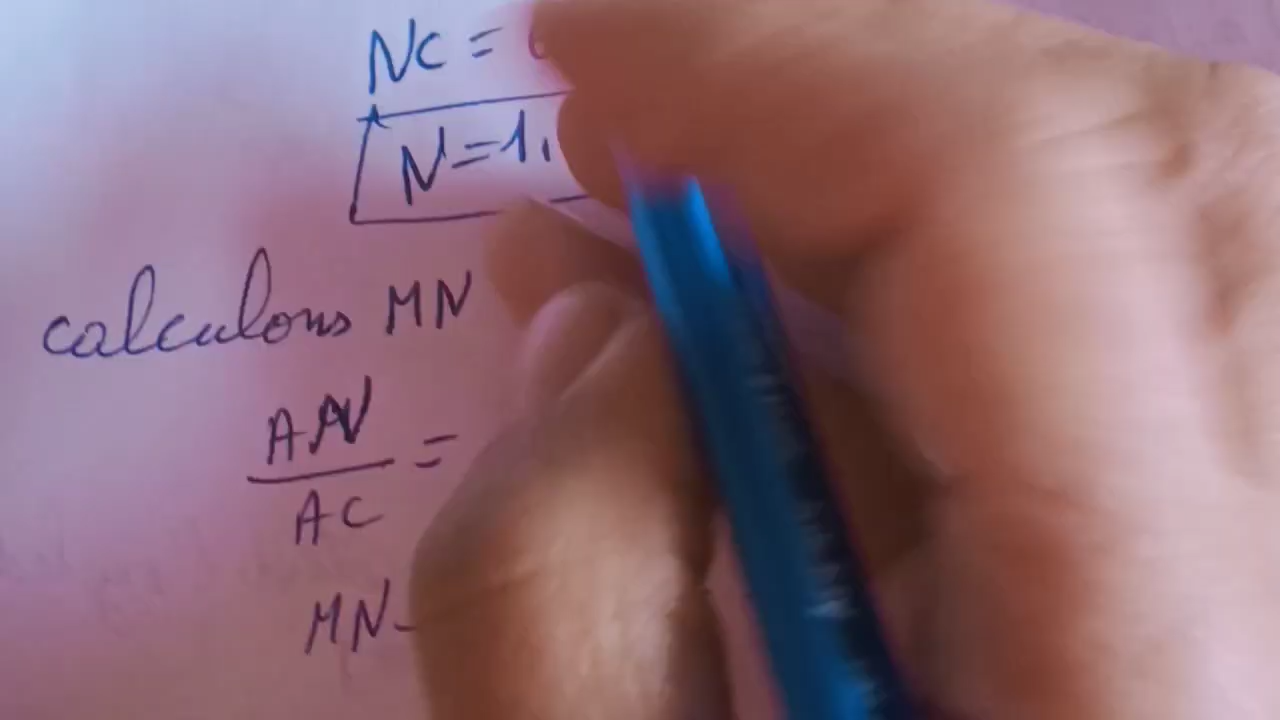 NC =
N = 1,
calculons MN
AN
AC
=
MN